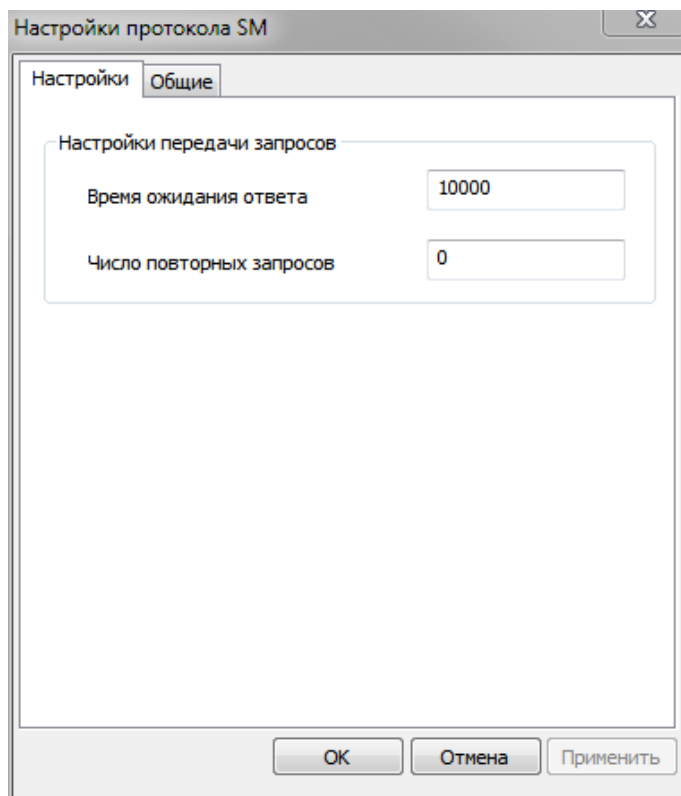 Настройки протокола SM
Настройки Общие
Настройки передачи запросов
Время ожидания ответа 10000
Число повторных запросов 0
OK Отмена Применить